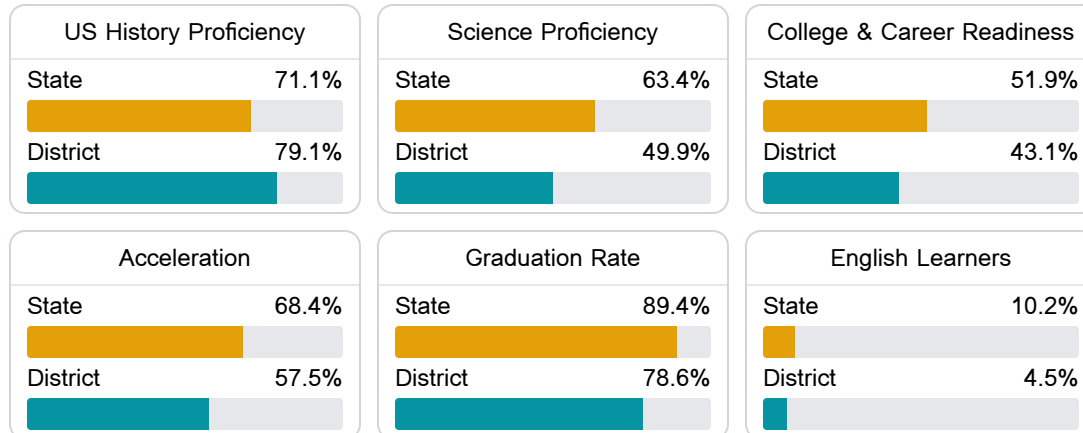 US History Proficiency
State 71.1%
District 79.1%
Science Proficiency
State 63.4%
District 49.9%
College & Career Readiness
State 51.9%
District 43.1%
Acceleration
State 68.4%
District 57.5%
Graduation Rate
State 89.4%
District 78.6%
English Learners
State 10.2%
District 4.5%